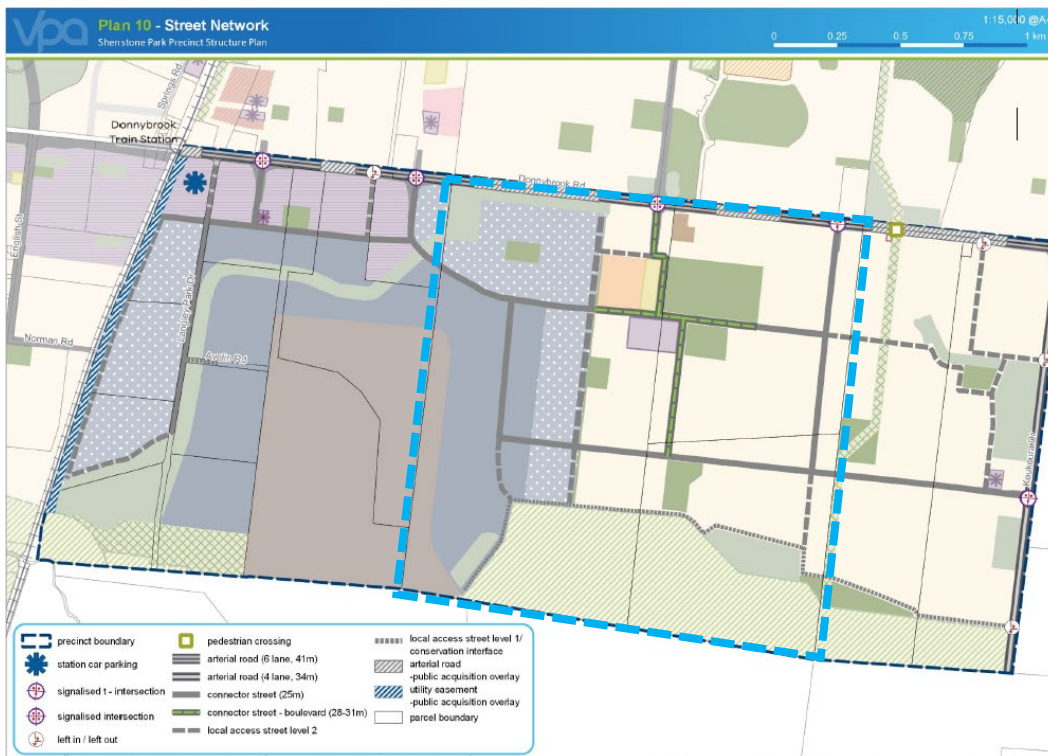 vpa
Plan 10 - Street Network
Shenstone Park Precinct Structure Plan
1:15,000 @A
0 0.25 0.5 0.75 1 km
Springs Rd
Donnybrook
Train Station
Donnybrook Rd
English St
Langley Park Dr
Norman Rd
Avolin Rd
precinct boundary
station car parking
signalised t - intersection
signalised intersection
left in / left out
pedestrian crossing
arterial road (6 lane, 41m)
arterial road (4 lane, 34m)
connector street (25m)
connector street - boulevard (28-31m)
local access street level 2
local access street level 1/
conservation interface
arterial road
-public acquisition overlay
utility easement
-public acquisition overlay
parcel boundary